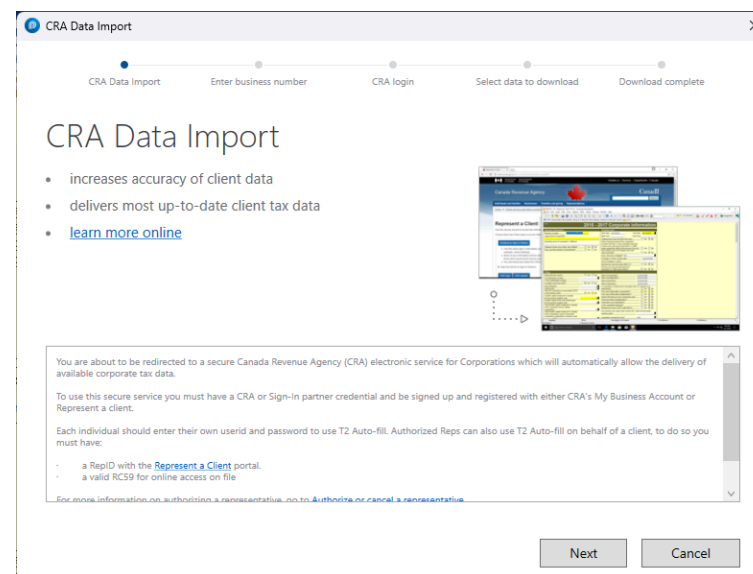 CRA Data Import
CRA Data Import
Enter business number
CRA login
Select data to download
Download complete
CRA Data Import
• increases accuracy of client data
• delivers most up-to-date client tax data
• learn more online
Canada Revenue Agency
Canada
Represent a Client
2015 - 2017 Corporate information
You are about to be redirected to a secure Canada Revenue Agency (CRA) electronic service for Corporations which will automatically allow the delivery of
available corporate tax data.
To use this secure service you must have a CRA or Sign-In partner credential and be signed up and registered with either CRA's My Business Account or
Represent a client.
Each individual should enter their own userid and password to use T2 Auto-fill. Authorized Reps can also use T2 Auto-fill on behalf of a client, to do so you
must have:
- a RepID with the Represent a Client portal.
- a valid RC59 for online access on file
For more information on authorizing a representative, go to Authorize or cancel a representative
Next
Cancel